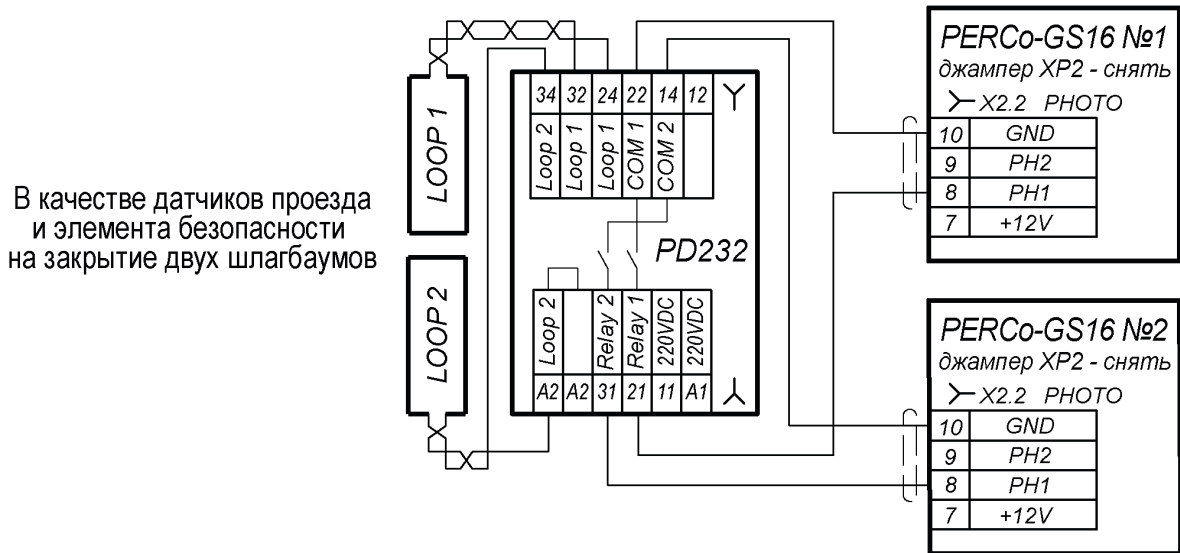 В качестве датчиков проезда
и элемента безопасности
на закрытие двух шлагбаумов
LOOP 1
LOOP 2
34 32 24 22 14 12
Loop 2
Loop 1
Loop 1
COM 1
COM 2
PD232
Loop 2
Relay 2
Relay 1
220VDC
220VDC
A2 A2 31 21 11 A1
PERCo-GS16 №1
джампер XP2 - снять
X2.2 PHOTO
10 GND
9 PH2
8 PH1
7 +12V
PERCo-GS16 №2
джампер XP2 - снять
X2.2 PHOTO
10 GND
9 PH2
8 PH1
7 +12V